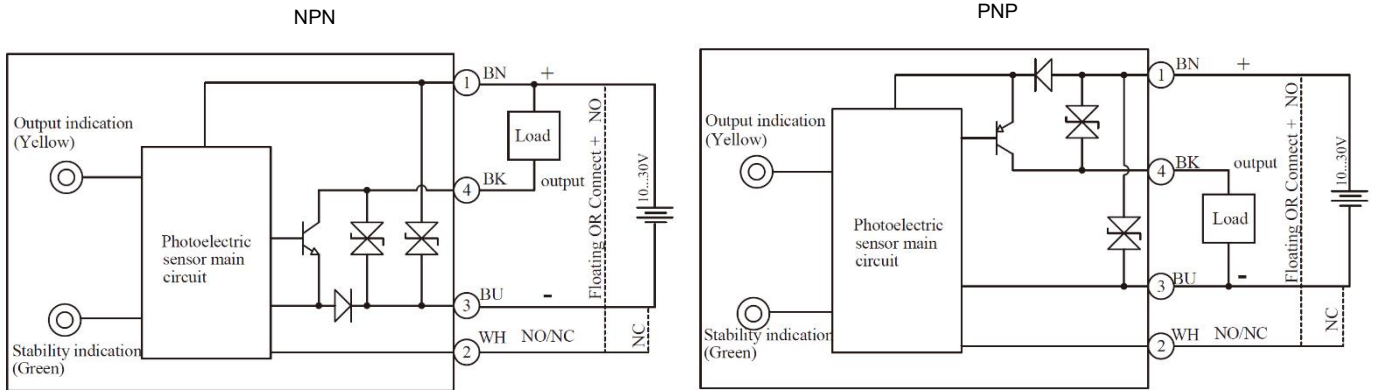 NPN
Output indication
(Yellow)
Photoelectric
sensor main
circuit
Stability indication
(Green)
1 BN +
Load
4 BK output
3 BU -
2 WH NO/NC
Floating OR Connect + NO
NC
10...30V
PNP
Output indication
(Yellow)
Photoelectric
sensor main
circuit
Stability indication
(Green)
1 BN +
4 BK output
Load
3 BU -
2 WH NO/NC
Floating OR Connect + NO
NC
10...30V